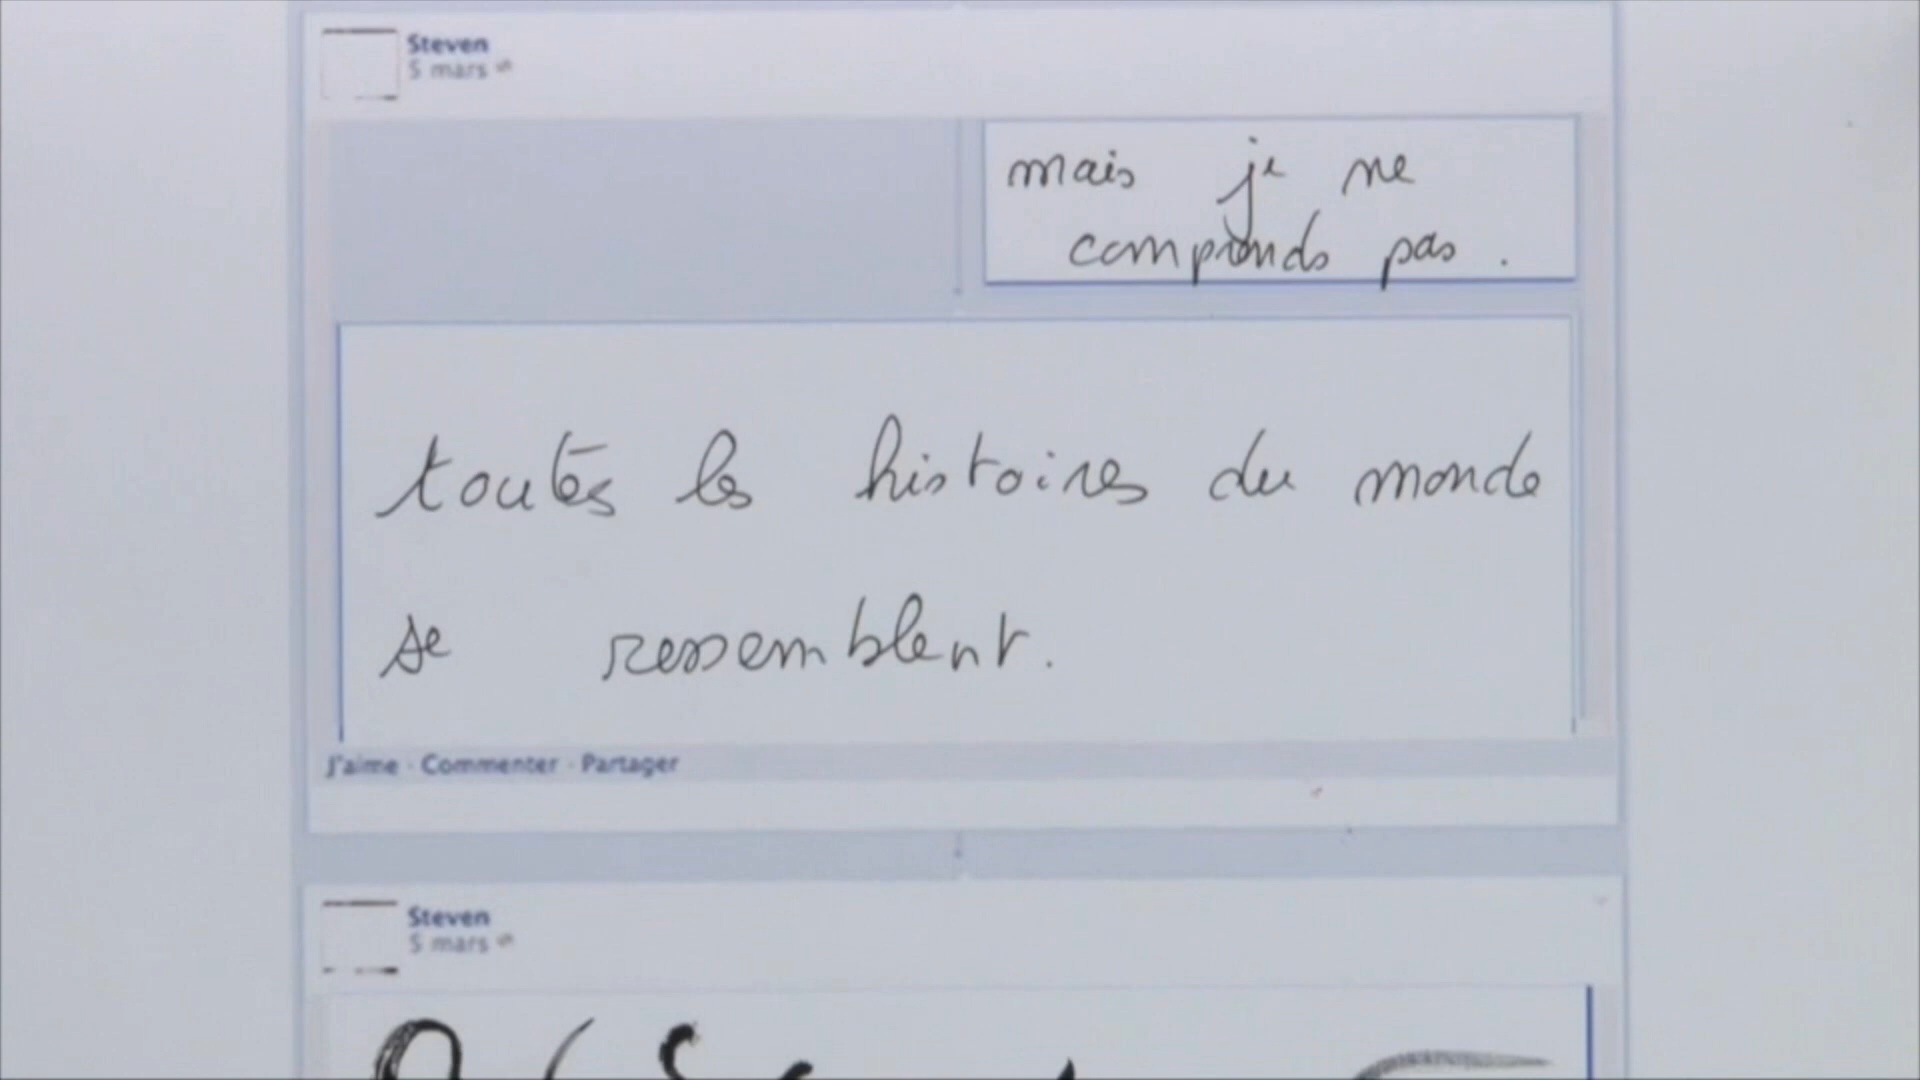 Steven
5 mars
mais je ne
comprends pas.
toutes les histoires du monde
se ressemblent.
J'aime · Commenter · Partager
Steven
5 mars